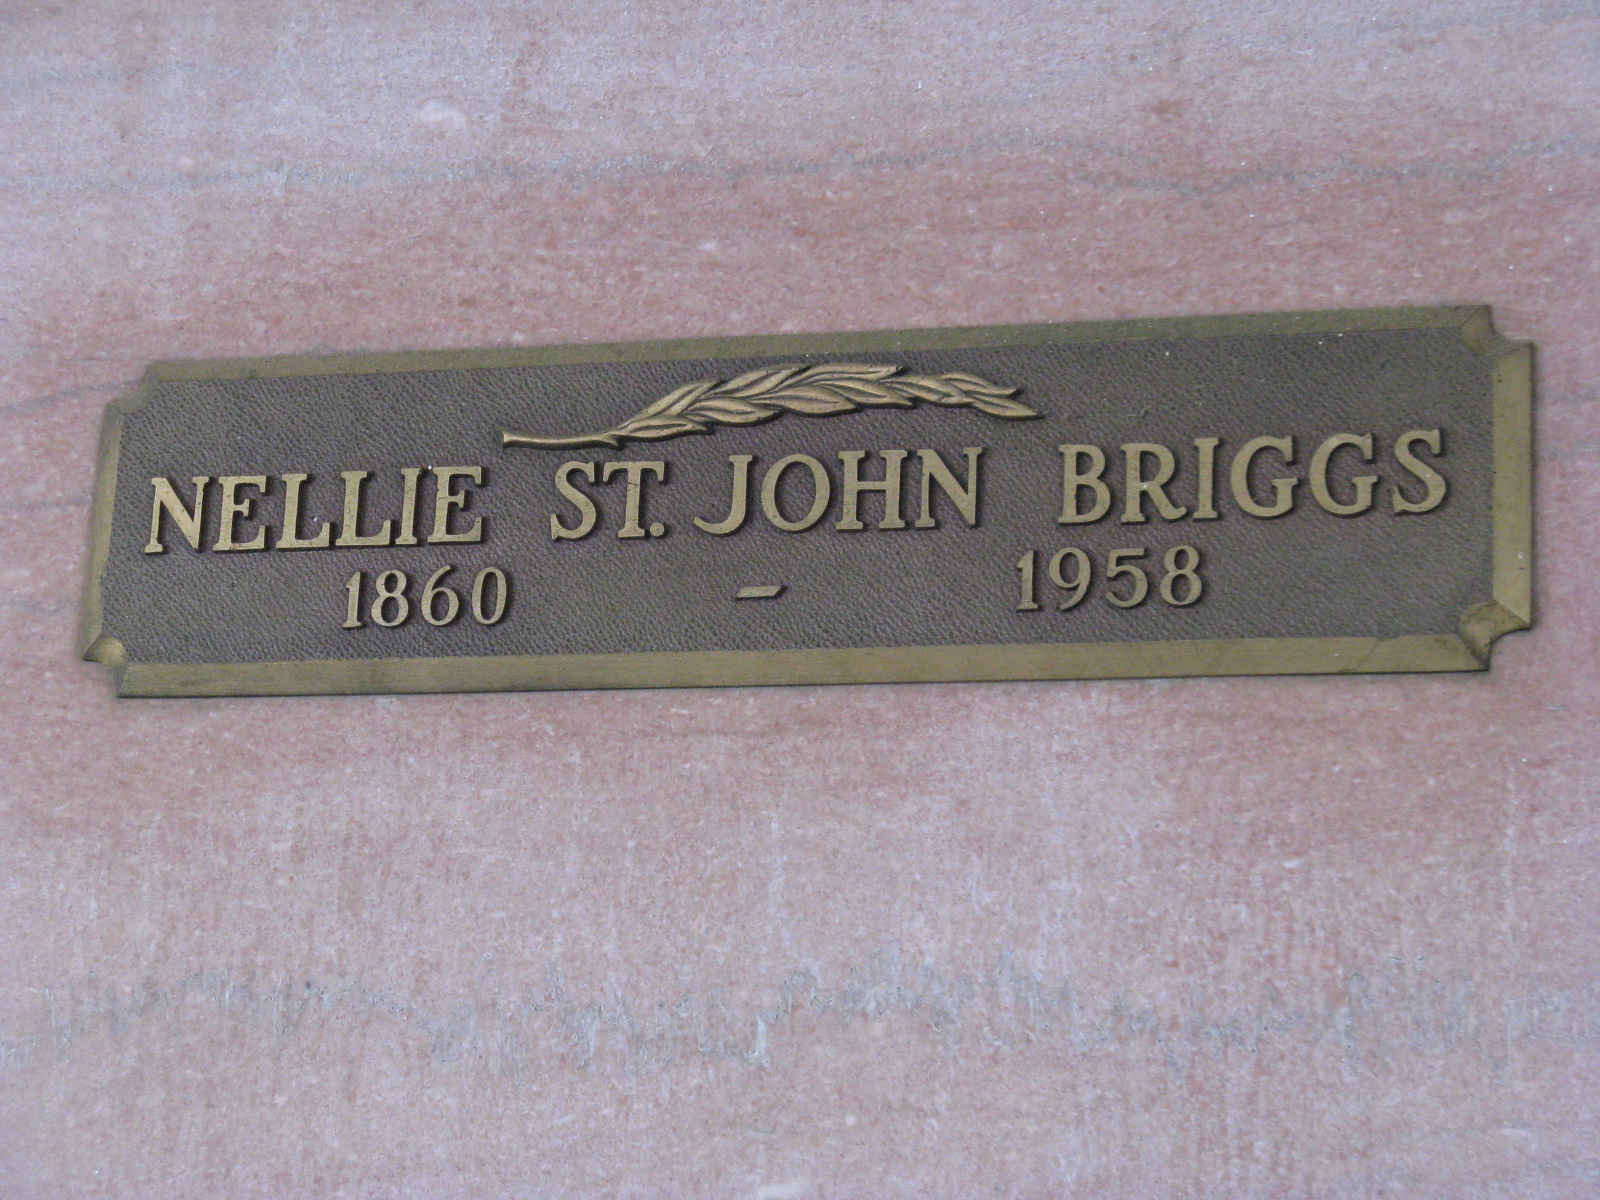 NELLIE ST. JOHN BRIGGS
1860 - 1958